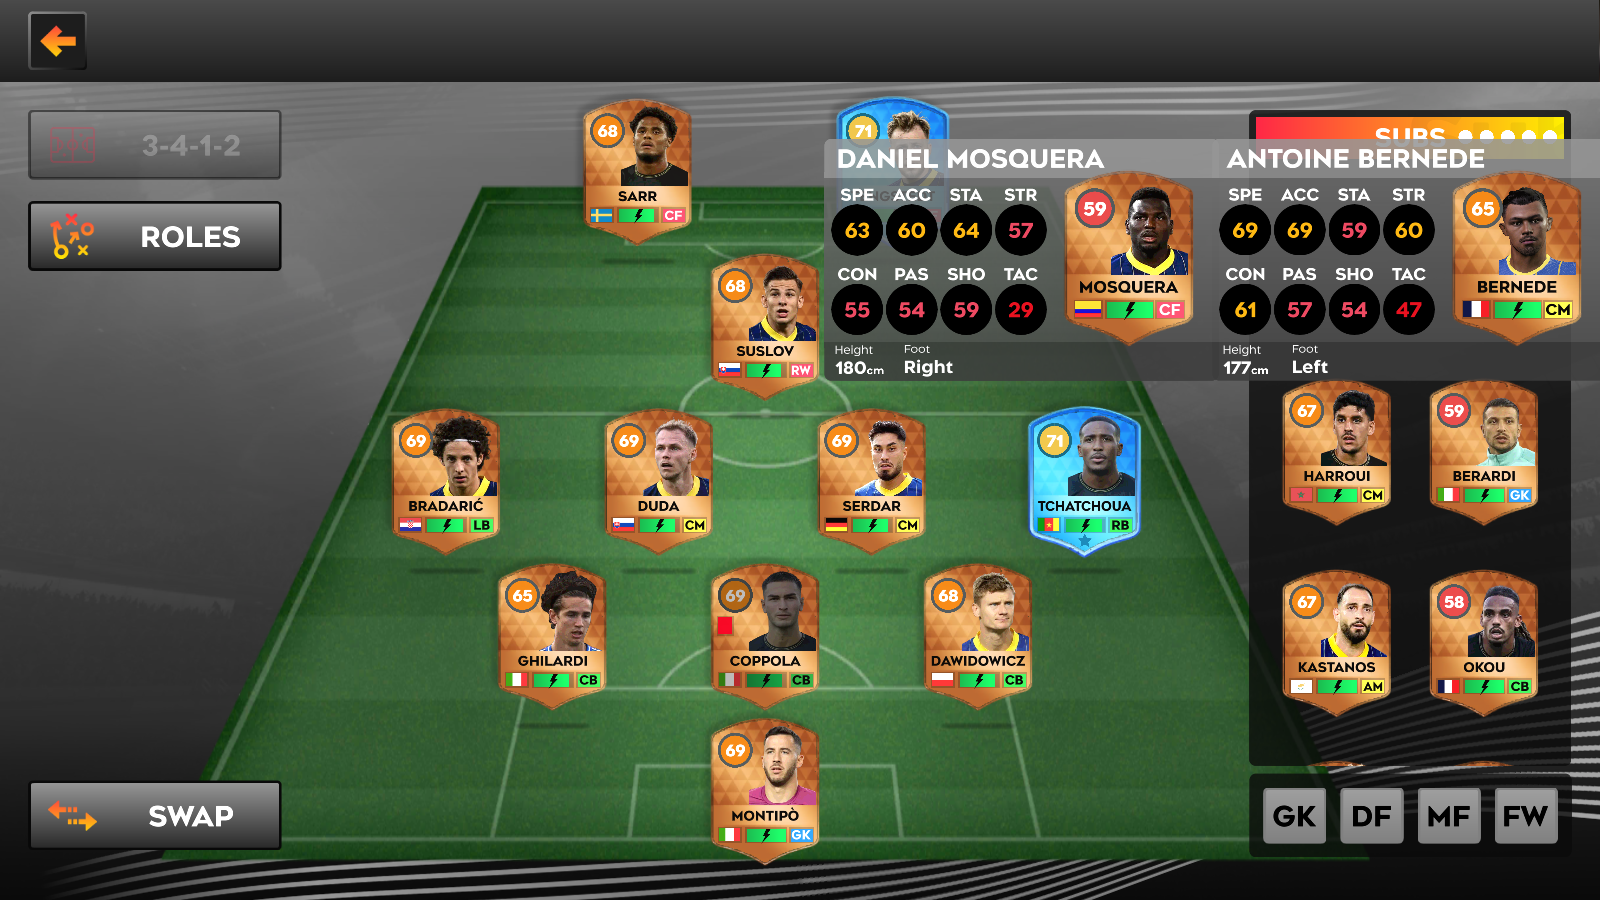 3-4-1-2
ROLES
SWAP
68
SARR
CF
71
SUBS
DANIEL MOSQUERA
SPE ACC STA STR
63 60 64 57
CON PAS SHO TAC
55 54 59 29
Height Foot
180cm Right
59
MOSQUERA
CF
ANTOINE BERNEDE
SPE ACC STA STR
69 69 59 60
CON PAS SHO TAC
61 57 54 47
Height Foot
177cm Left
65
BERNEDE
CM
68
SUSLOV
RW
69
BRADARIĆ
LB
69
DUDA
CM
69
SERDAR
CM
71
TCHATCHOUA
RB
65
GHILARDI
CB
69
COPPOLA
CB
68
DAWIDOWICZ
CB
69
MONTIPÒ
GK
67
HARROUI
CM
59
BERARDI
GK
67
KASTANOS
AM
58
OKOU
CB
GK DF MF FW